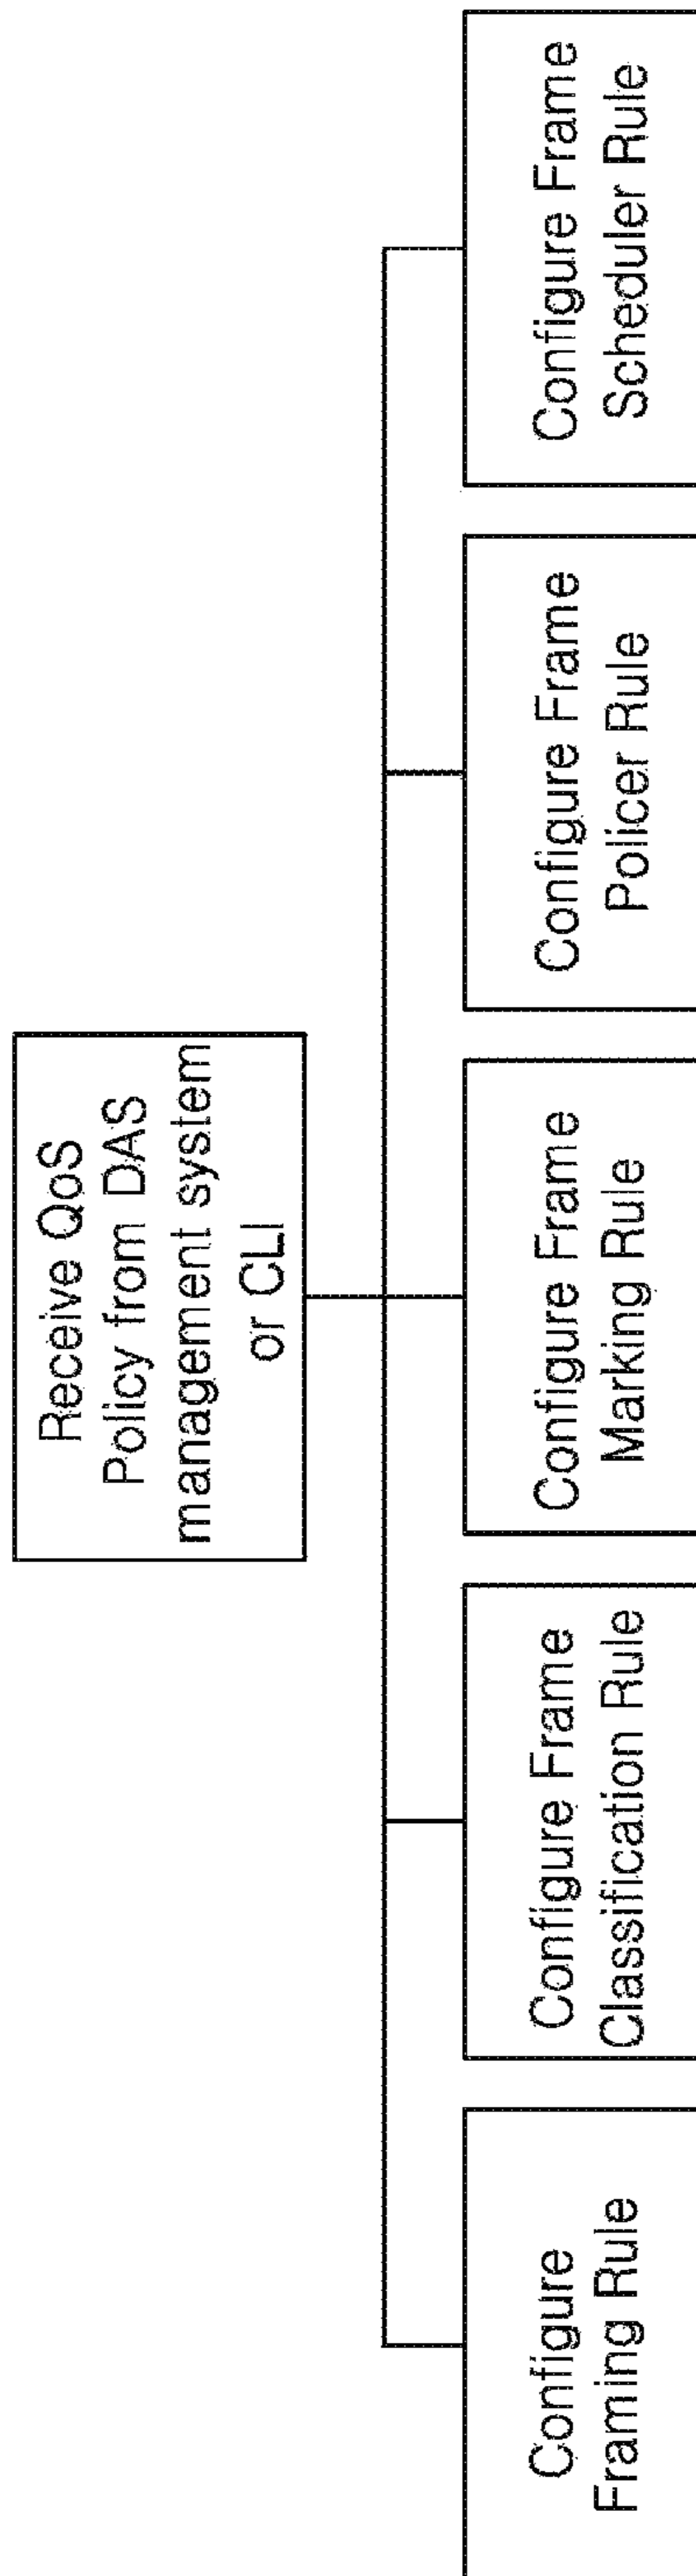 Receive QoS
Policy from DAS
management system
or CLI
Configure
Framing Rule
Configure Frame
Classification Rule
Configure Frame
Marking Rule
Configure Frame
Policer Rule
Configure Frame
Scheduler Rule